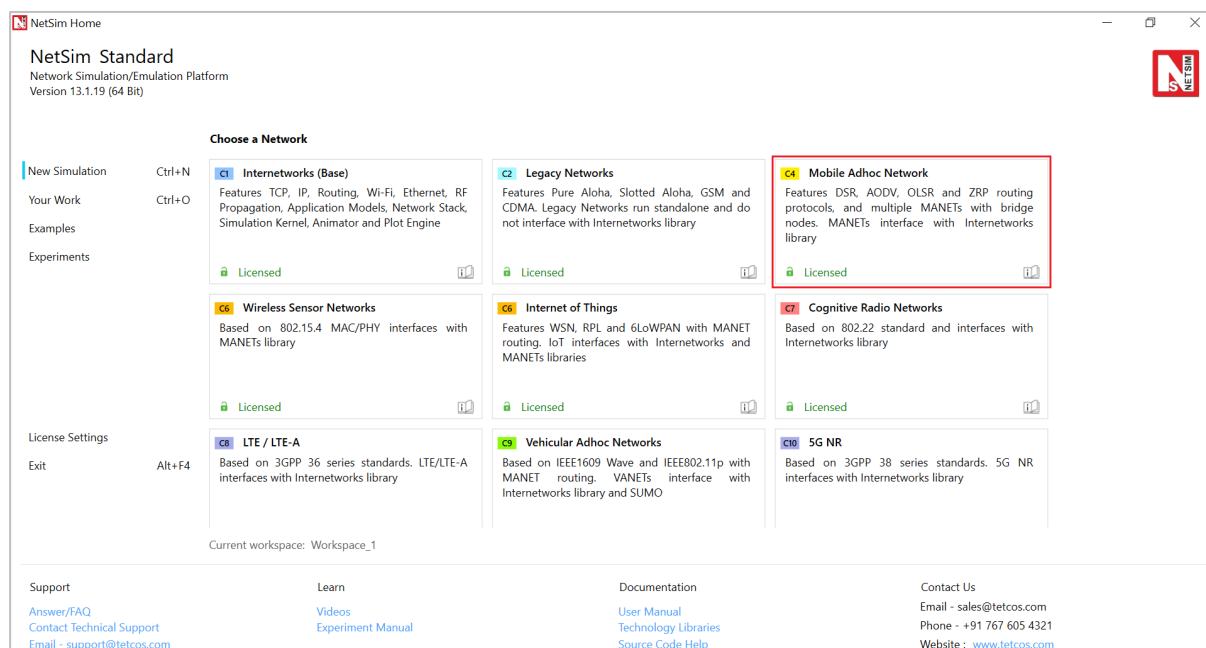 NetSim Home
NetSim Standard
Network Simulation/Emulation Platform
Version 13.1.19 (64 Bit)
NETSIM
Choose a Network
New Simulation Ctrl+N
Your Work Ctrl+O
Examples
Experiments
License Settings
Exit Alt+F4
C1 Internetworks (Base)
Features TCP, IP, Routing, Wi-Fi, Ethernet, RF
Propagation, Application Models, Network Stack,
Simulation Kernel, Animator and Plot Engine
Licensed
C2 Legacy Networks
Features Pure Aloha, Slotted Aloha, GSM and
CDMA. Legacy Networks run standalone and do
not interface with Internetworks library
Licensed
C4 Mobile Adhoc Network
Features DSR, AODV, OLSR and ZRP routing
protocols, and multiple MANETs with bridge
nodes. MANETs interface with Internetworks
library
Licensed
C6 Wireless Sensor Networks
Based on 802.15.4 MAC/PHY interfaces with
MANETs library
Licensed
C6 Internet of Things
Features WSN, RPL and 6LoWPAN with MANET
routing. IoT interfaces with Internetworks and
MANETs libraries
Licensed
C7 Cognitive Radio Networks
Based on 802.22 standard and interfaces with
Internetworks library
Licensed
C8 LTE / LTE-A
Based on 3GPP 36 series standards. LTE/LTE-A
interfaces with Internetworks library
C9 Vehicular Adhoc Networks
Based on IEEE1609 Wave and IEEE802.11p with
MANET routing. VANETs interface with
Internetworks library and SUMO
C10 5G NR
Based on 3GPP 38 series standards. 5G NR
interfaces with Internetworks library
Current workspace: Workspace_1
Support
Answer/FAQ
Contact Technical Support
Email - support@tetcos.com
Learn
Videos
Experiment Manual
Documentation
User Manual
Technology Libraries
Source Code Help
Contact Us
Email - sales@tetcos.com
Phone - +91 767 605 4321
Website : www.tetcos.com